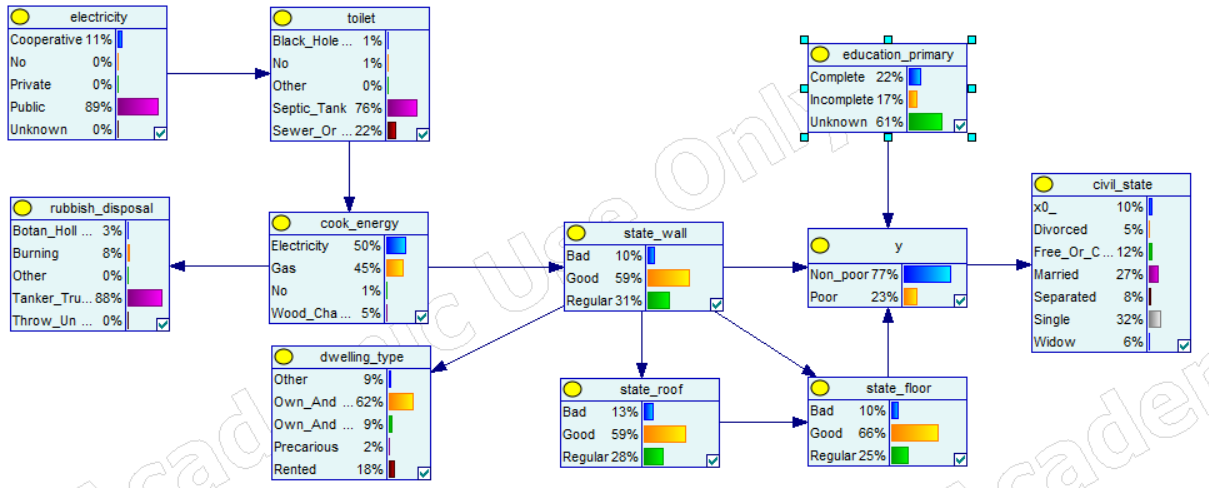 electricity
Cooperative 11%
No 0%
Private 0%
Public 89%
Unknown 0%
toilet
Black_Hole ... 1%
No 1%
Other 0%
Septic_Tank 76%
Sewer_Or ... 22%
education_primary
Complete 22%
Incomplete 17%
Unknown 61%
rubbish_disposal
Botan_Holl ... 3%
Burning 8%
Other 0%
Tanker_Tru... 88%
Throw_Un ... 0%
cook_energy
Electricity 50%
Gas 45%
No 1%
Wood_Cha... 5%
state_wall
Bad 10%
Good 59%
Regular 31%
y
Non_poor 77%
Poor 23%
civil_state
x0_ 10%
Divorced 5%
Free_Or_C... 12%
Married 27%
Separated 8%
Single 32%
Widow 6%
dwelling_type
Other 9%
Own_And ... 62%
Own_And ... 9%
Precarious 2%
Rented 18%
state_roof
Bad 13%
Good 59%
Regular 28%
state_floor
Bad 10%
Good 66%
Regular 25%